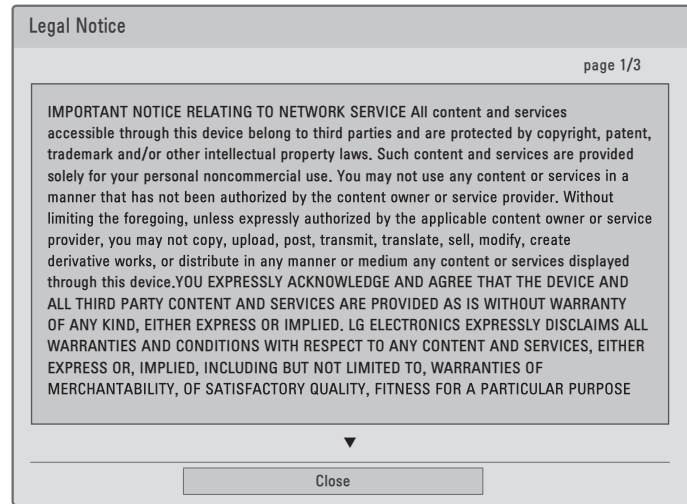 Legal Notice
page 1/3
IMPORTANT NOTICE RELATING TO NETWORK SERVICE All content and services
accessible through this device belong to third parties and are protected by copyright, patent,
trademark and/or other intellectual property laws. Such content and services are provided
solely for your personal noncommercial use. You may not use any content or services in a
manner that has not been authorized by the content owner or service provider. Without
limiting the foregoing, unless expressly authorized by the applicable content owner or service
provider, you may not copy, upload, post, transmit, translate, sell, modify, create
derivative works, or distribute in any manner or medium any content or services displayed
through this device.YOU EXPRESSLY ACKNOWLEDGE AND AGREE THAT THE DEVICE AND
ALL THIRD PARTY CONTENT AND SERVICES ARE PROVIDED AS IS WITHOUT WARRANTY
OF ANY KIND, EITHER EXPRESS OR IMPLIED. LG ELECTRONICS EXPRESSLY DISCLAIMS ALL
WARRANTIES AND CONDITIONS WITH RESPECT TO ANY CONTENT AND SERVICES, EITHER
EXPRESS OR, IMPLIED, INCLUDING BUT NOT LIMITED TO, WARRANTIES OF
MERCHANTABILITY, OF SATISFACTORY QUALITY, FITNESS FOR A PARTICULAR PURPOSE
▼
Close